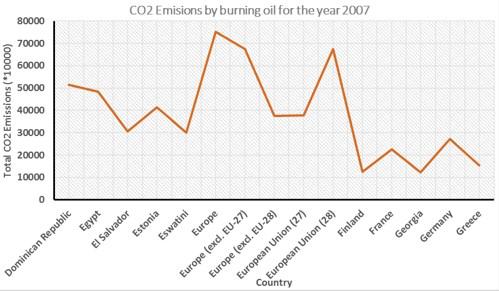 CO2 Emisions by burning oil for the year 2007
Total CO2 Emissions (*10000)
80000
70000
60000
50000
40000
30000
20000
10000
0
Dominican Republic
Egypt
El Salvador
Estonia
Eswatini
Europe
Europe (excl. EU-27)
Europe (excl. EU-28)
European Union (27)
European Union (28)
Finland
France
Georgia
Germany
Greece
Country